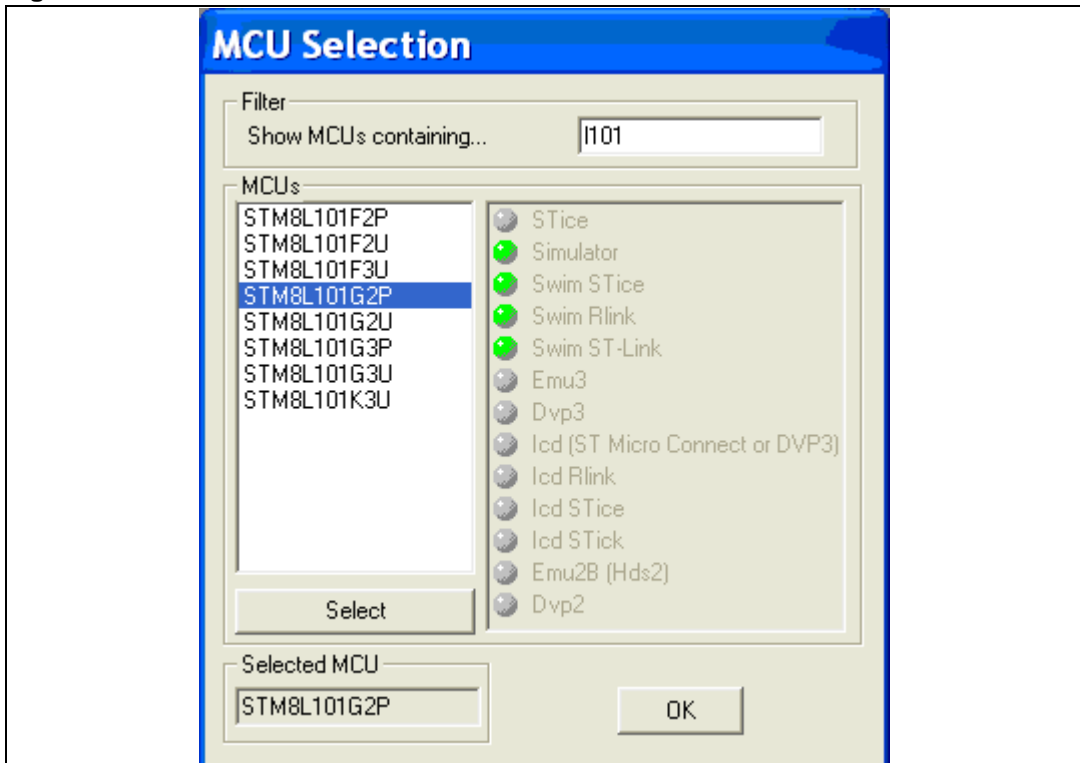 MCU Selection
Filter
Show MCUs containing...
l101
MCUs
STM8L101F2P
STM8L101F2U
STM8L101F3U
STM8L101G2P
STM8L101G2U
STM8L101G3P
STM8L101G3U
STM8L101K3U
STice
Simulator
Swim STice
Swim Rlink
Swim ST-Link
Emu3
Dvp3
Icd (ST Micro Connect or DVP3)
Icd Rlink
Icd STice
Icd STick
Emu2B (Hds2)
Dvp2
Select
Selected MCU
STM8L101G2P
OK